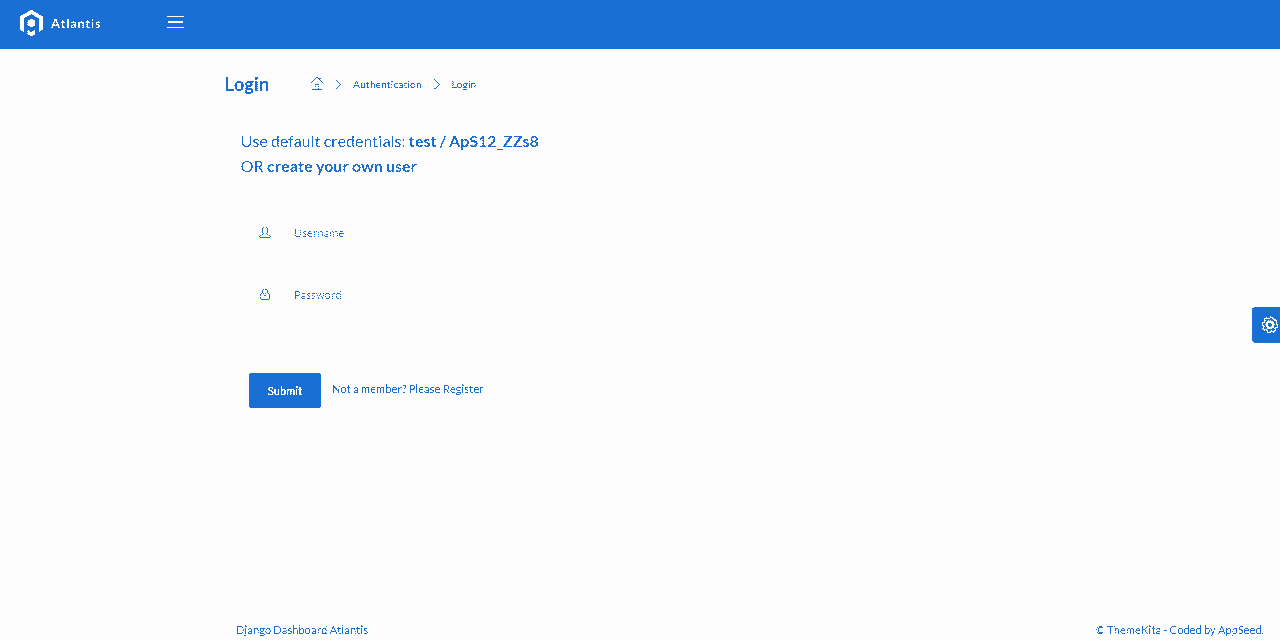 Atlantis
Login
Authentication
Login
Use default credentials: test / ApS12_ZZs8
OR create your own user
Username
Password
Submit
Not a member? Please Register
Django Dashboard Atlantis
© ThemeKita - Coded by AppSeed.